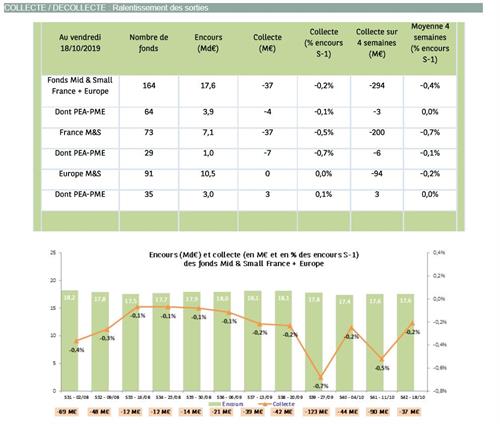 COLLECTE / DECOLLECTE : Ralentissement des sorties
Au vendredi 18/10/2019 | Nombre de fonds | Encours (Md€) | Collecte (M€) | Collecte (% encours S-1) | Collecte sur 4 semaines (M€) | Moyenne 4 semaines (% encours S-1)
Fonds Mid & Small France + Europe | 164 | 17,6 | -37 | -0,2% | -294 | -0,4%
Dont PEA-PME | 64 | 3,9 | -4 | -0,1% | -3 | 0,0%
France M&S | 73 | 7,1 | -37 | -0,5% | -200 | -0,7%
Dont PEA-PME | 29 | 1,0 | -7 | -0,7% | -6 | -0,1%
Europe M&S | 91 | 10,5 | 0 | 0,0% | -94 | -0,2%
Dont PEA-PME | 35 | 3,0 | 3 | 0,1% | 3 | 0,0%
Encours (Md€) et collecte (en M€ et en % des encours S-1)
des fonds Mid & Small France + Europe
25 20 15 10 5 0
0,4% 0,2% 0,0% -0,2% -0,4% -0,6% -0,8%
18,2 17,8 17,5 17,7 17,9 18,0 18,1 18,1 17,8 17,4 17,6 17,6
-0,4% -0,3% -0,1% -0,1% -0,1% -0,1% -0,2% -0,2% -0,7% -0,2% -0,5% -0,2%
S31 - 02/08 S32 - 09/08 S33 - 16/08 S34 - 23/08 S35 - 30/08 S36 - 06/09 S37 - 13/09 S38 - 20/09 S39 - 27/09 S40 - 04/10 S41 - 11/10 S42 - 18/10
Encours Collecte
-69 M€ -48 M€ -12 M€ -12 M€ -14 M€ -21 M€ -39 M€ -42 M€ -123 M€ -44 M€ -90 M€ -37 M€